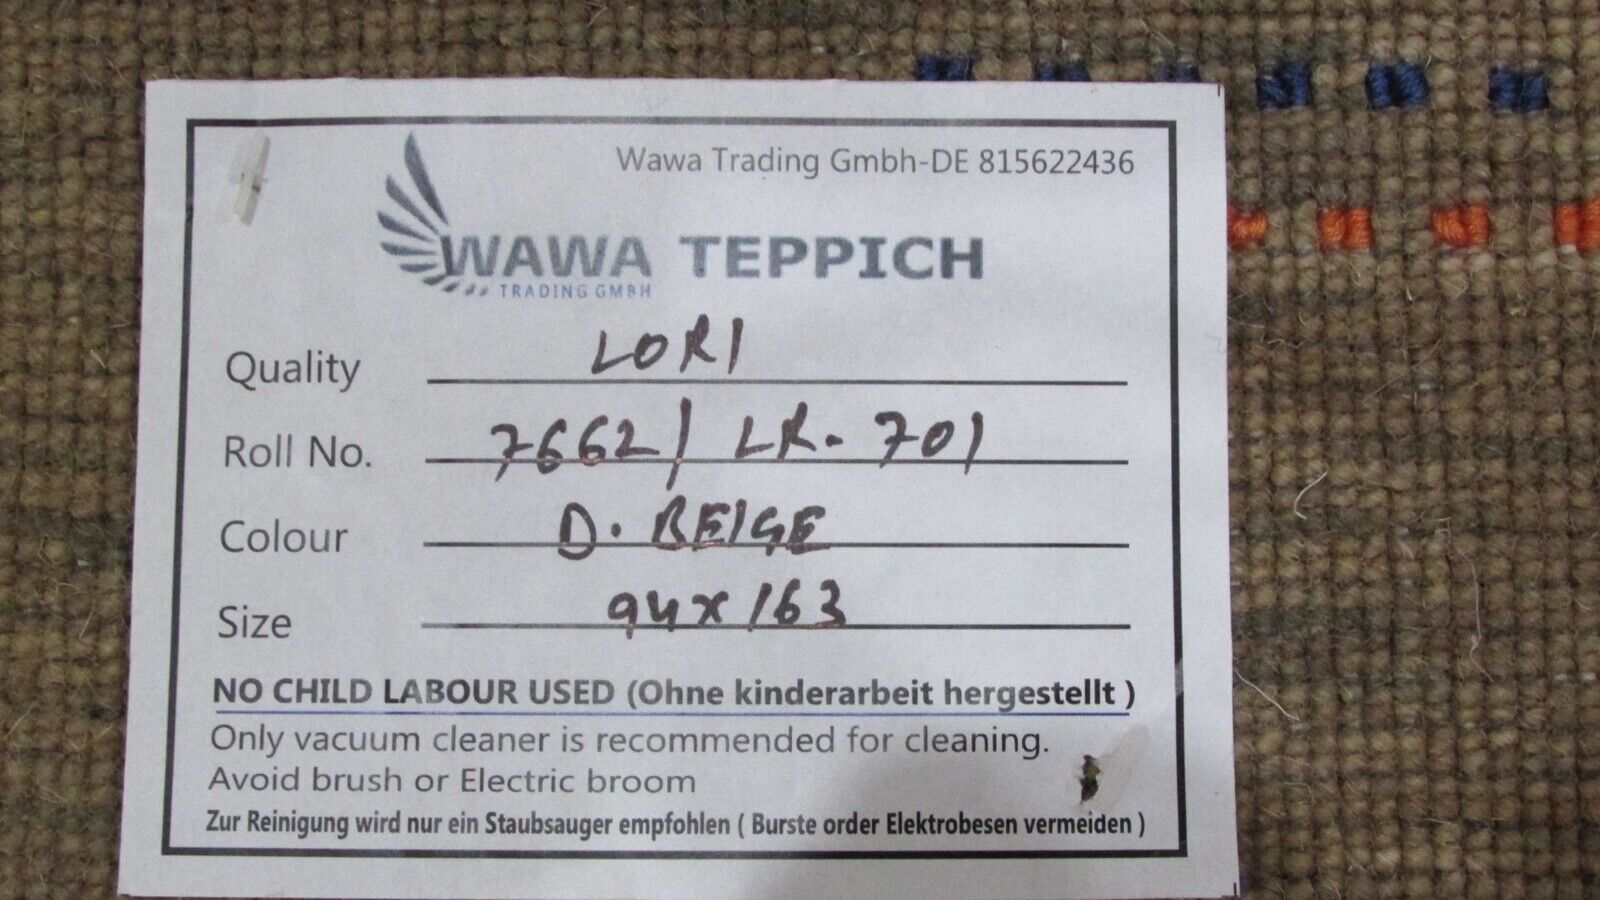 Wawa Trading Gmbh-DE 815622436
WAWA TEPPICH
TRADING GMBH
Quality LORI
Roll No. 7662/ LR-701
Colour D. BEIGE
Size 94x163
NO CHILD LABOUR USED (Ohne kinderarbeit hergestellt )
Only vacuum cleaner is recommended for cleaning.
Avoid brush or Electric broom
Zur Reinigung wird nur ein Staubsauger empfohlen ( Burste order Elektrobesen vermeiden )